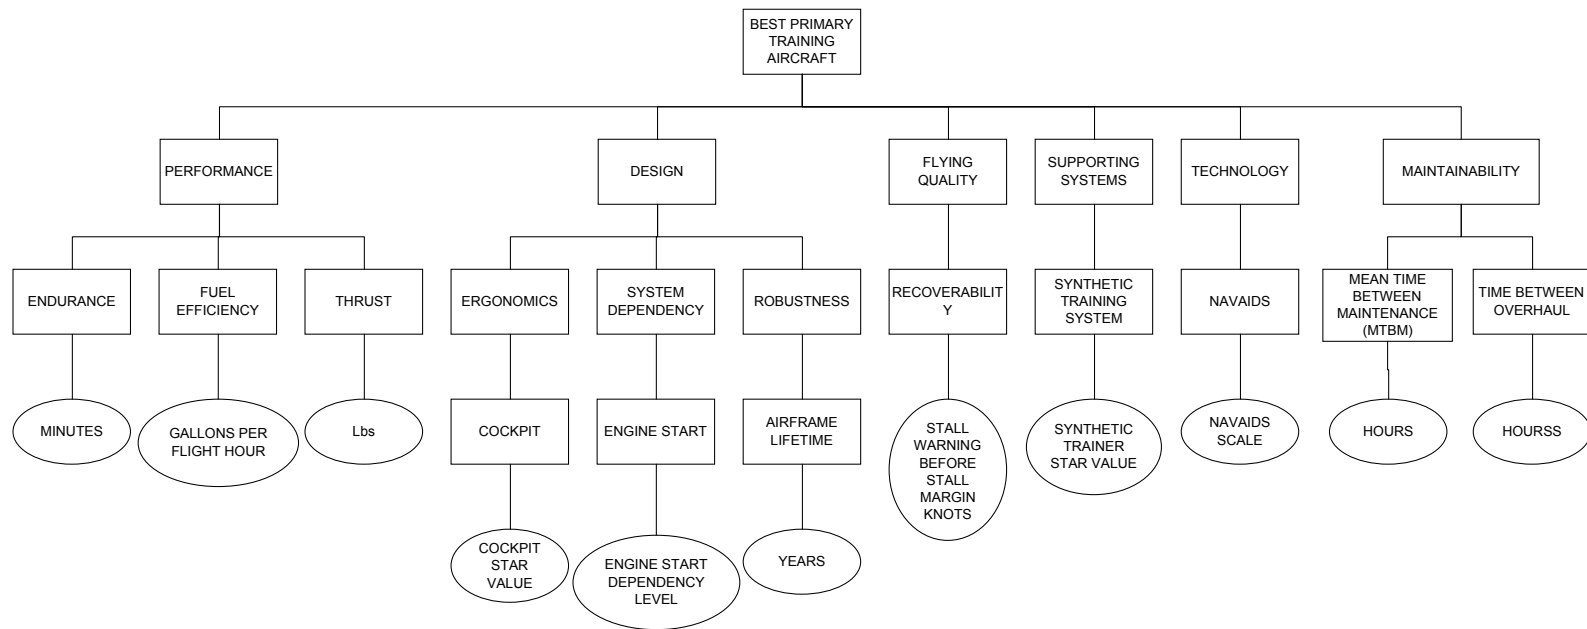 BEST PRIMARY
TRAINING
AIRCRAFT
PERFORMANCE
DESIGN
FLYING
QUALITY
SUPPORTING
SYSTEMS
TECHNOLOGY
MAINTAINABILITY
ENDURANCE
FUEL
EFFICIENCY
THRUST
ERGONOMICS
SYSTEM
DEPENDENCY
ROBUSTNESS
RECOVERABILIT
Y
SYNTHETIC
TRAINING
SYSTEM
NAVAIDS
MEAN TIME
BETWEEN
MAINTENANCE
(MTBM)
TIME BETWEEN
OVERHAUL
MINUTES
GALLONS PER
FLIGHT HOUR
Lbs
COCKPIT
ENGINE START
AIRFRAME
LIFETIME
STALL
WARNING
BEFORE
STALL
MARGIN
KNOTS
SYNTHETIC
TRAINER
STAR VALUE
NAVAIDS
SCALE
HOURS
HOURSS
COCKPIT
STAR
VALUE
ENGINE START
DEPENDENCY
LEVEL
YEARS